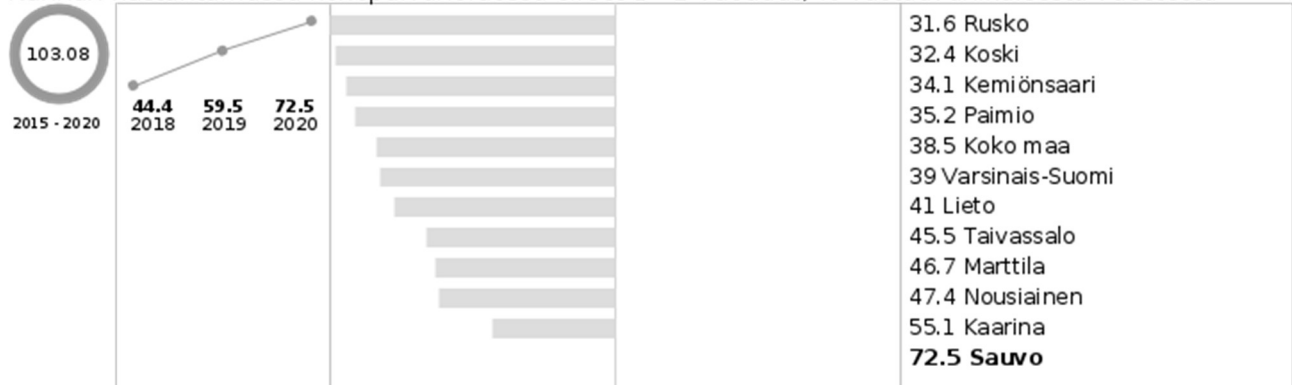 103.08
2015 - 2020
44.4 59.5 72.5
2018 2019 2020
31.6 Rusko
32.4 Koski
34.1 Kemiönsaari
35.2 Paimio
38.5 Koko maa
39 Varsinais-Suomi
41 Lieto
45.5 Taivassalo
46.7 Marttila
47.4 Nousiainen
55.1 Kaarina
72.5 Sauvo